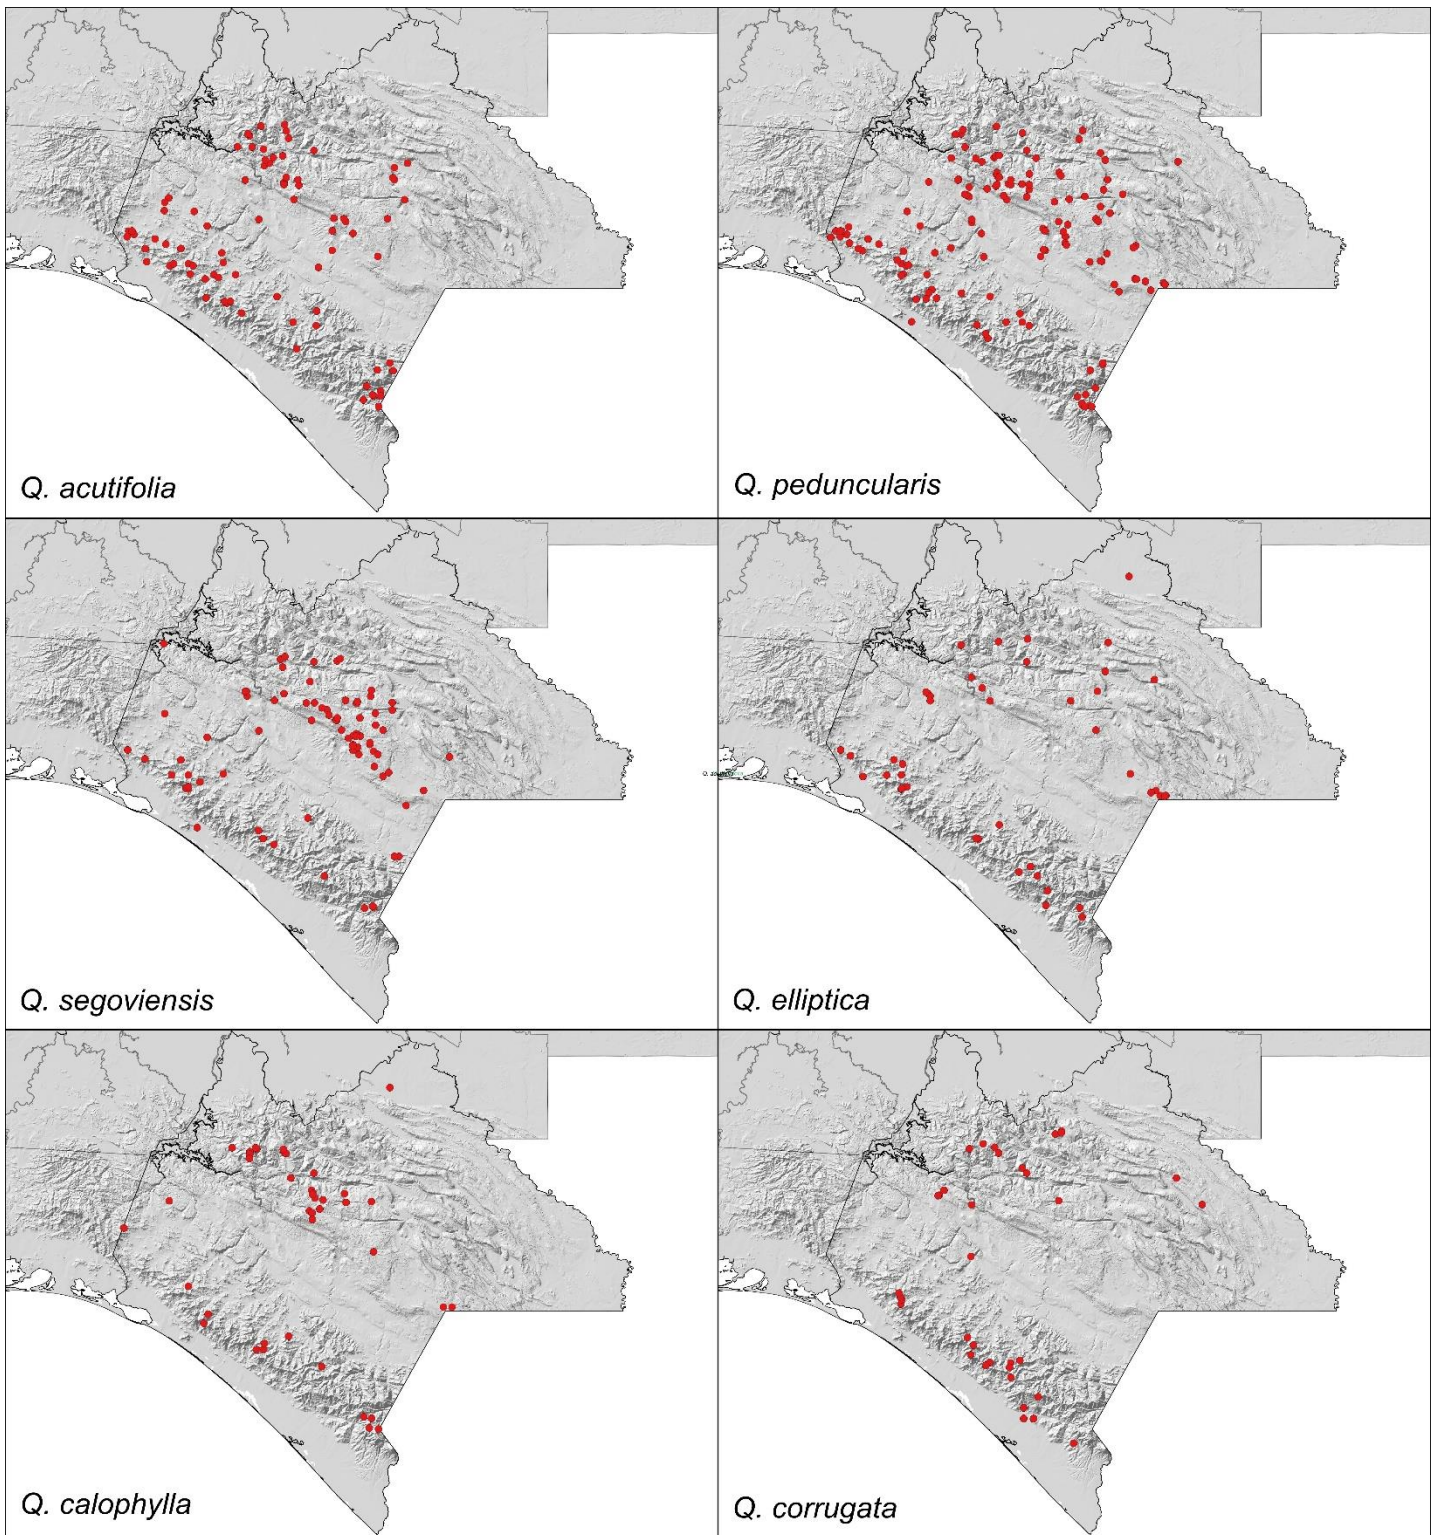 Q. acutifolia
Q. peduncularis
Q. segoviensis
Q. elliptica
Q. calophylla
Q. corrugata